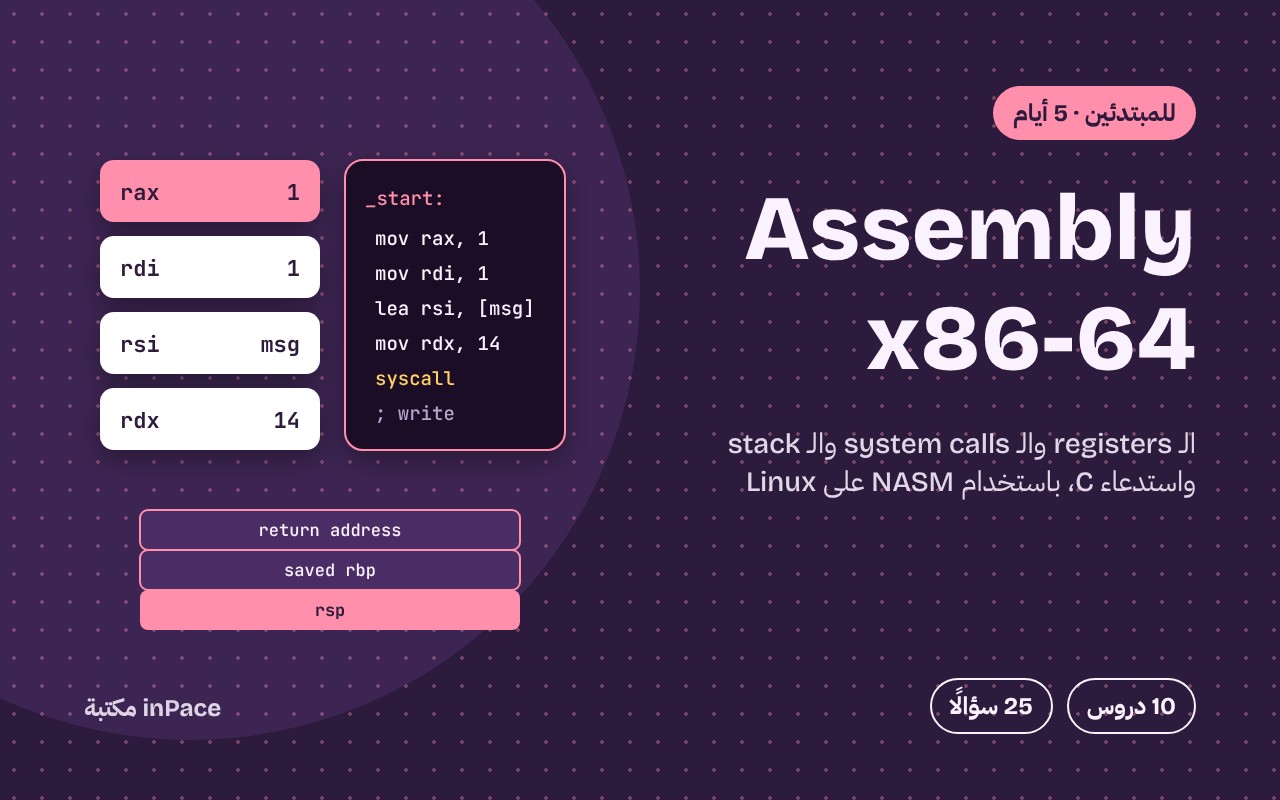 للمبتدئين · 5 أيام
Assembly
x86-64
الـ registers والـ system calls والـ stack
واستدعاء C، باستخدام NASM على Linux
10 دروس
25 سؤالًا
rax 1
rdi 1
rsi msg
rdx 14
_start:
mov rax, 1
mov rdi, 1
lea rsi, [msg]
mov rdx, 14
syscall
; write
return address
saved rbp
rsp
مكتبة inPace